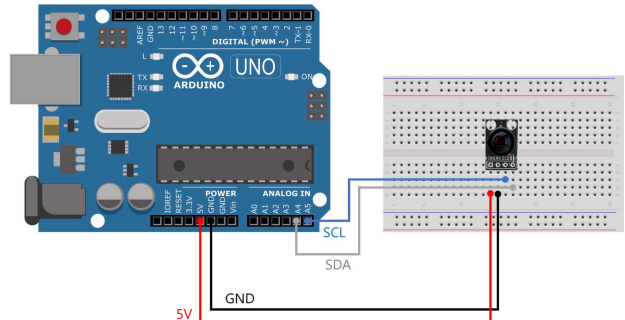 AREF
GND
13
12
~11
~10
~9
8
7
~6
~5
4
~3
2
TX-1
RX-0
DIGITAL (PWM ~)
L
TX
RX
ARDUINO
UNO
ON
POWER
ANALOG IN
IOREF
RESET
3.3V
5V
GND
GND
Vin
A0
A1
A2
A3
A4
A5
SCL
SDA
GND
5V